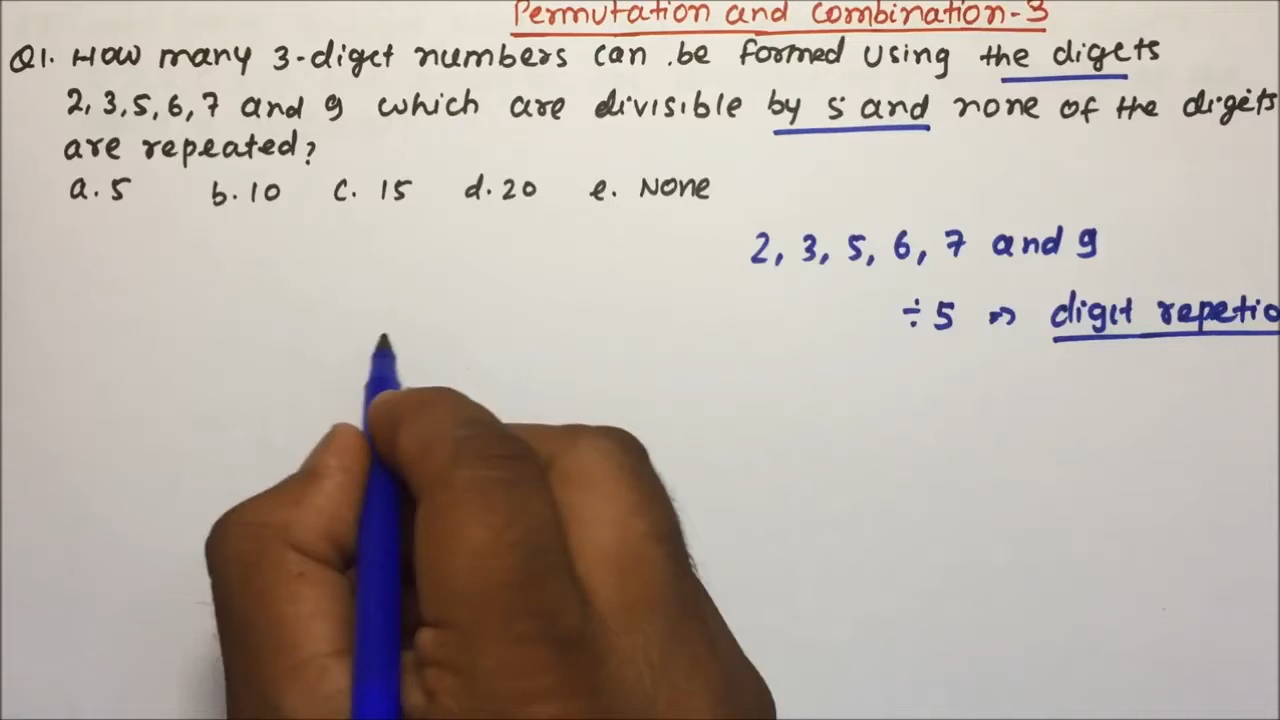 Permutation and Combination-3
Q1. How many 3-digit numbers can .be formed using the digets
2, 3, 5, 6, 7 and 9 which are divisible by 5 and none of the digits
are repeated?
a. 5 b. 10 c. 15 d. 20 e. None
2, 3, 5, 6, 7 and 9
÷ 5 => digit repetio